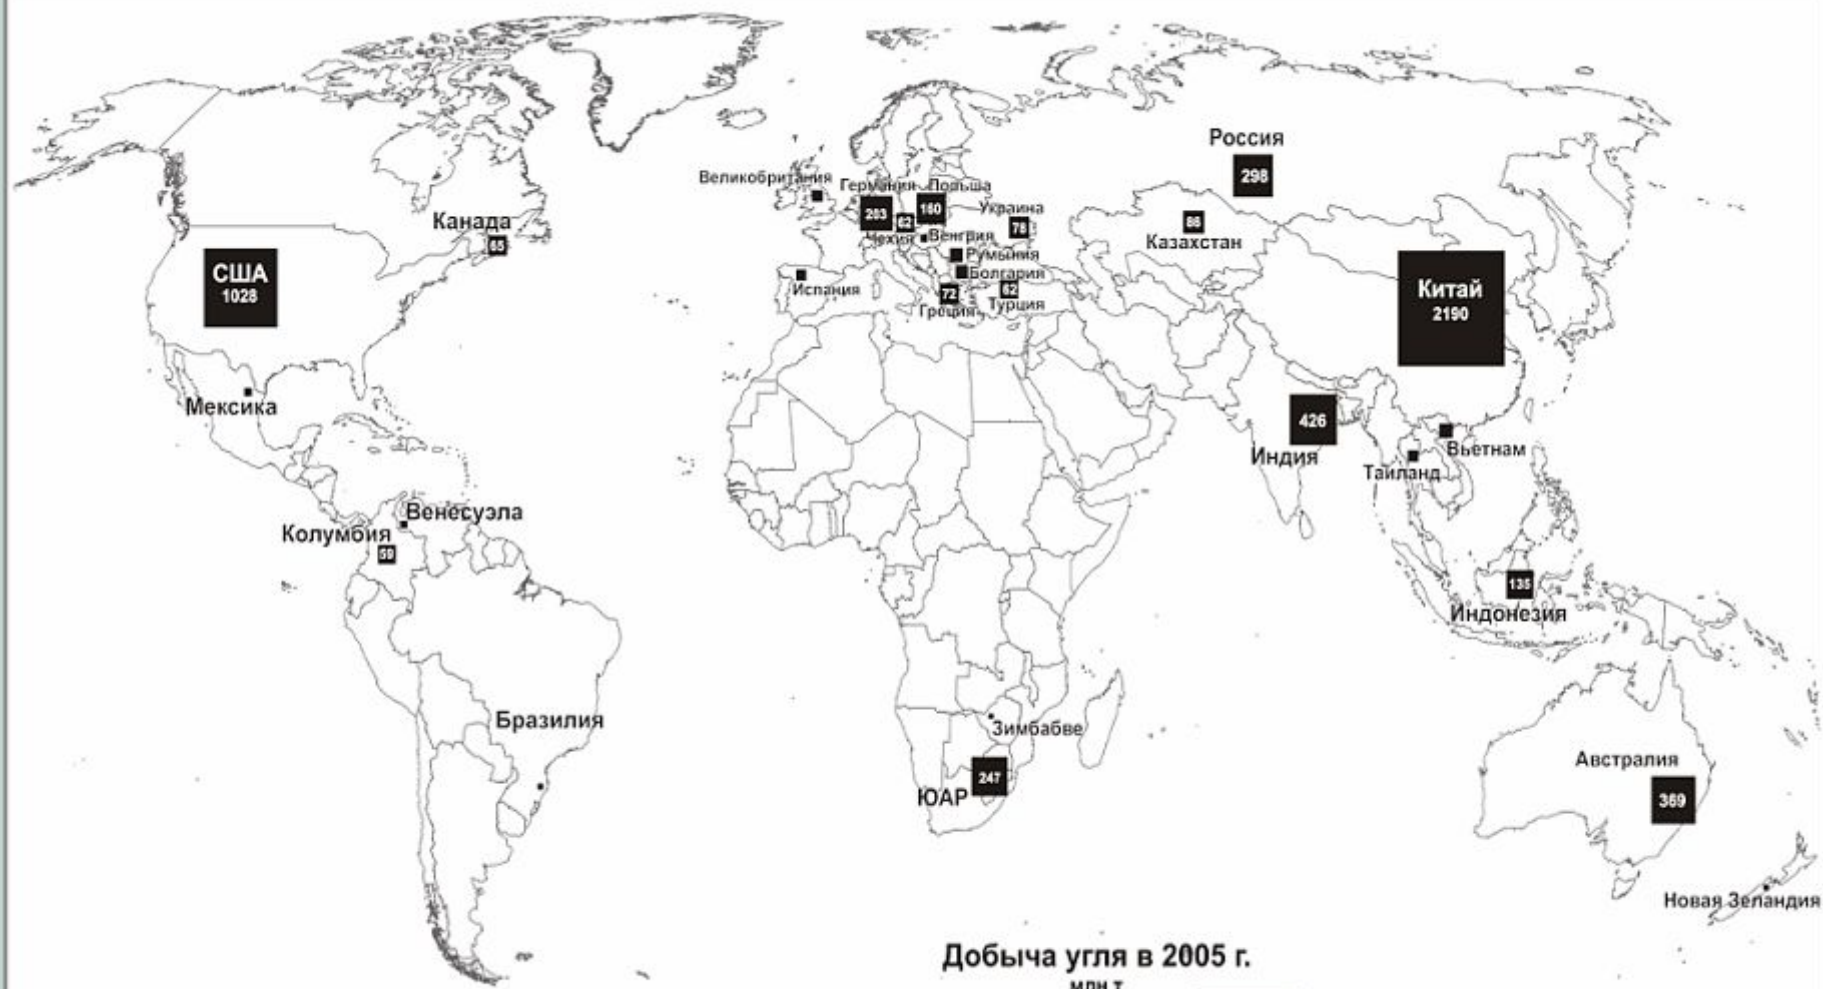 Россия
298
Великобритания
Германия
Польша
203
160
62
Чехия
Украина
78
Венгрия
Румыния
Болгария
Испания
72
Греция
62
Турция
Казахстан
Канада
65
США
1028
Китай
2190
Мексика
426
Индия
Вьетнам
Таиланд
Венесуэла
Колумбия
59
135
Индонезия
Бразилия
Зимбабве
247
ЮАР
Австралия
369
Новая Зеландия
Добыча угля в 2005 г.
млн т